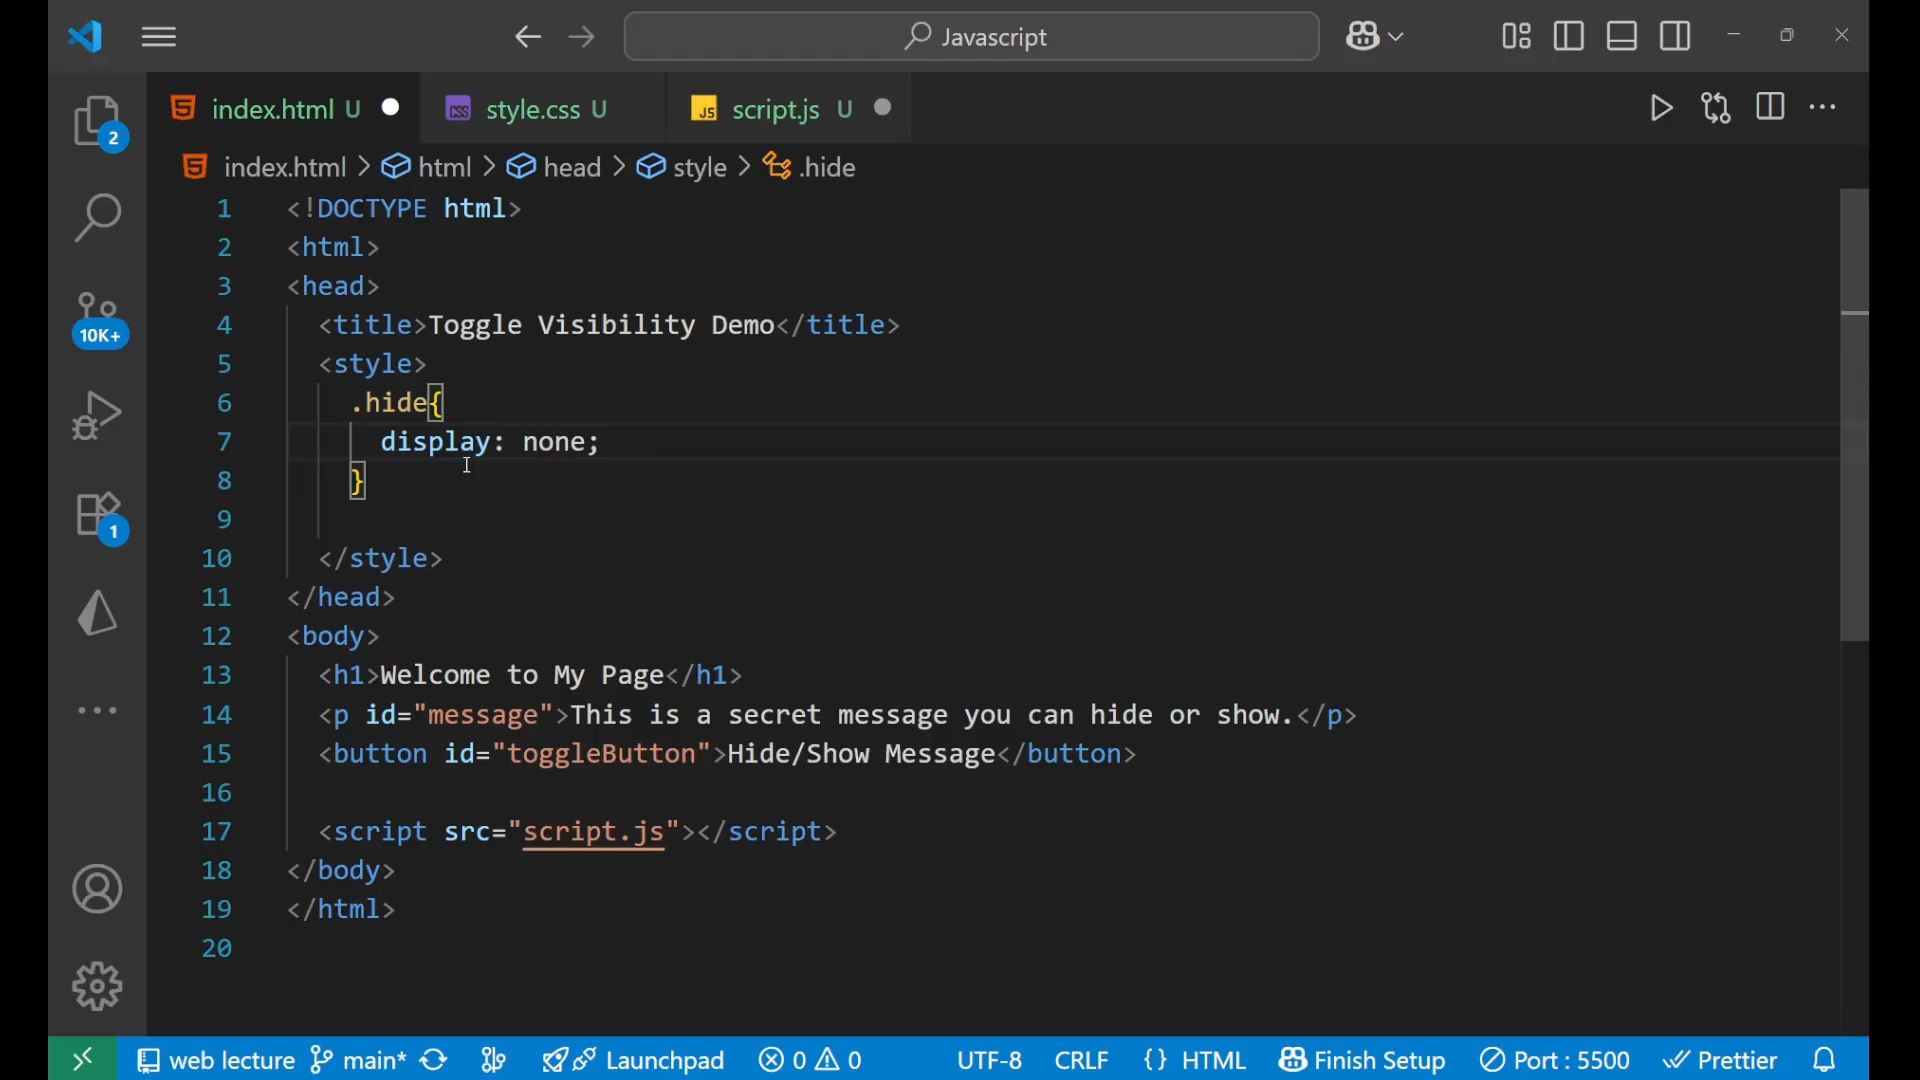 Javascript
index.html U
style.css U
script.js U
index.html > html > head > style > .hide
1 <!DOCTYPE html>
2 <html>
3 <head>
4 <title>Toggle Visibility Demo</title>
5 <style>
6 .hide{
7 display: none;
8 }
9
10 </style>
11 </head>
12 <body>
13 <h1>Welcome to My Page</h1>
14 <p id="message">This is a secret message you can hide or show.</p>
15 <button id="toggleButton">Hide/Show Message</button>
16
17 <script src="script.js"></script>
18 </body>
19 </html>
20
2
10K+
1
web lecture main* Launchpad 0 0 UTF-8 CRLF {} HTML Finish Setup Port : 5500 Prettier